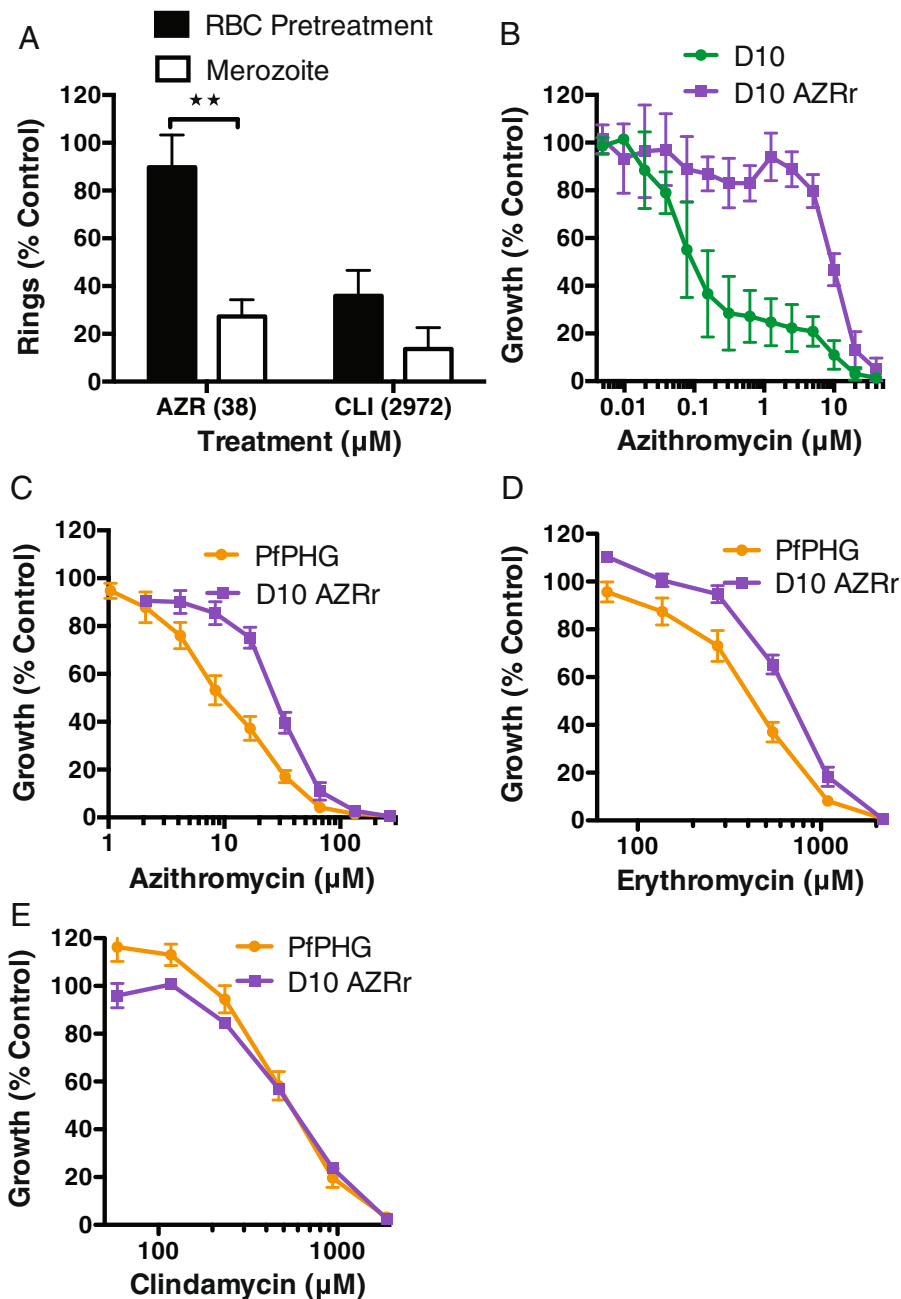 A
RBC Pretreatment
Merozoite
★★
120
100
80
60
40
20
0
Rings (% Control)
AZR (38)
CLI (2972)
Treatment (µM)
B
D10
D10 AZRr
120
100
80
60
40
20
0
Growth (% Control)
0.01
0.1
1
10
Azithromycin (µM)
C
PfPHG
D10 AZRr
120
100
80
60
40
20
0
Growth (% Control)
1
10
100
Azithromycin (µM)
D
PfPHG
D10 AZRr
120
100
80
60
40
20
0
Growth (% Control)
100
1000
Erythromycin (µM)
E
PfPHG
D10 AZRr
120
100
80
60
40
20
0
Growth (% Control)
100
1000
Clindamycin (µM)